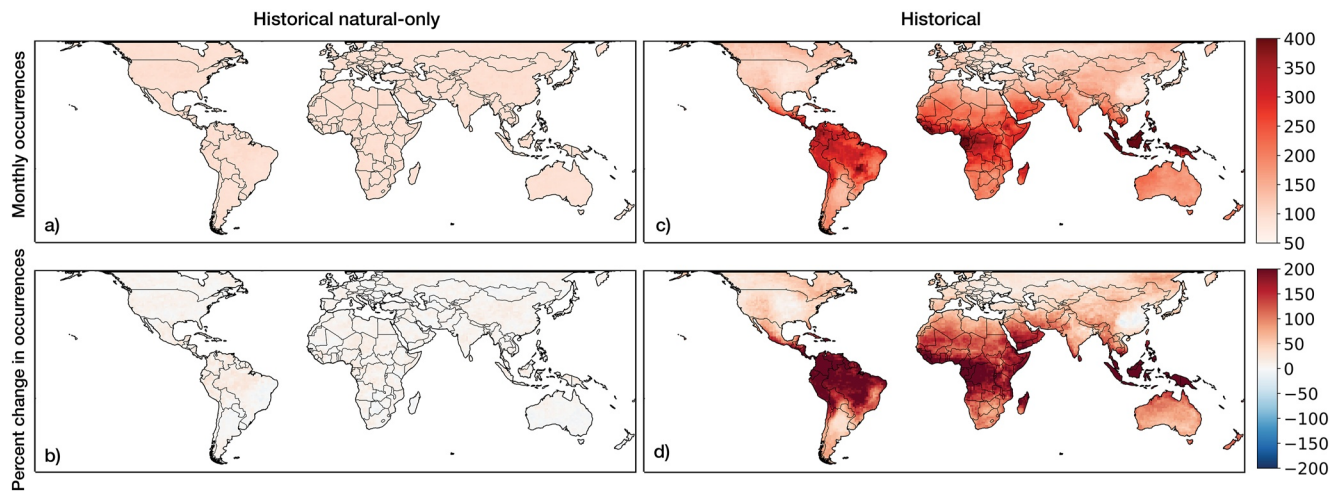 Historical natural-only
Historical
Monthly occurrences
a)
c)
400
350
300
250
200
150
100
50
Percent change in occurrences
b)
d)
200
150
100
50
0
−50
−100
−150
−200